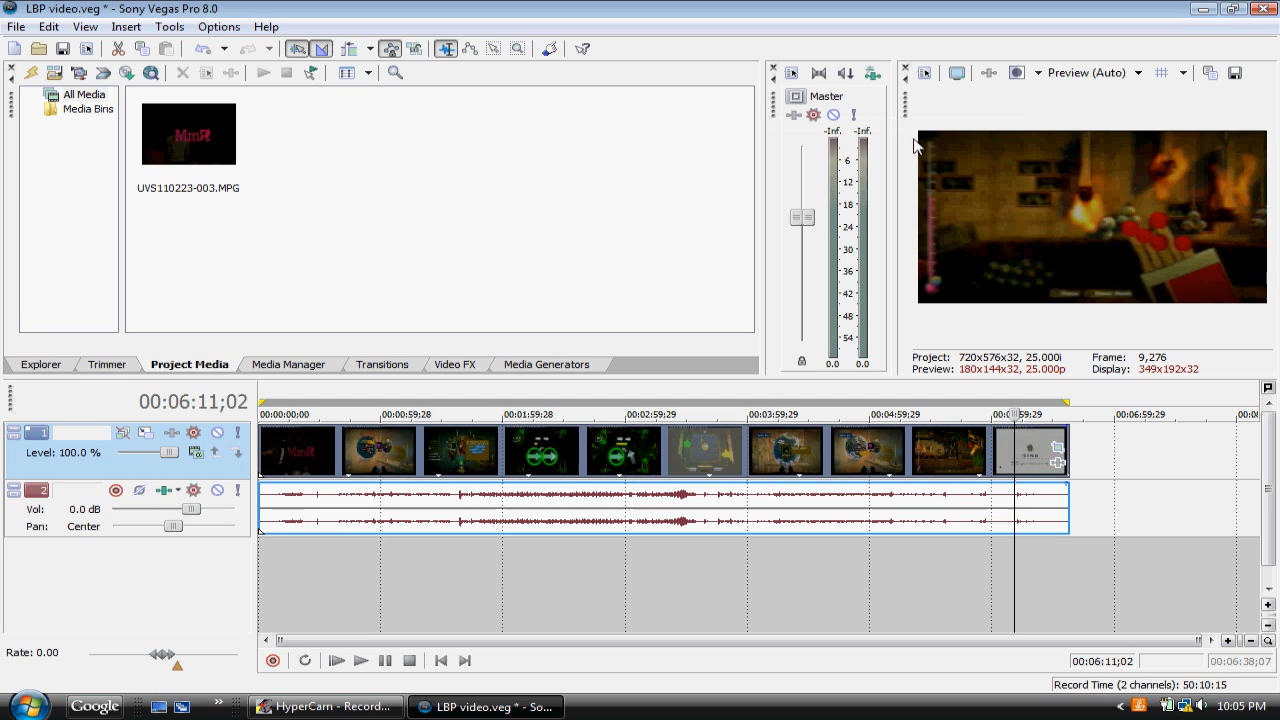 LBP video.veg * - Sony Vegas Pro 8.0
File Edit View Insert Tools Options Help
Preview (Auto)
All Media
Media Bins
MmR
UVS110223-003.MPG
Master
-Inf. -Inf.
6
12
18
24
30
36
42
48
54
0.0 0.0
Explorer Trimmer Project Media Media Manager Transitions Video FX Media Generators
Project: 720x576x32, 25.000i Frame: 9,276
Preview: 180x144x32, 25.000p Display: 349x192x32
00:06:11;02
00:00:00;00 00:00:59;28 00:01:59;28 00:02:59;29 00:03:59;29 00:04:59;29 00:06:59;29
1
Level: 100.0 %
2
Vol: 0.0 dB
Pan: Center
Rate: 0.00
00:06:11;02 00:06:38;07
Record Time (2 channels): 50:10:15
Google HyperCam - Record... LBP video.veg * - So... 10:05 PM